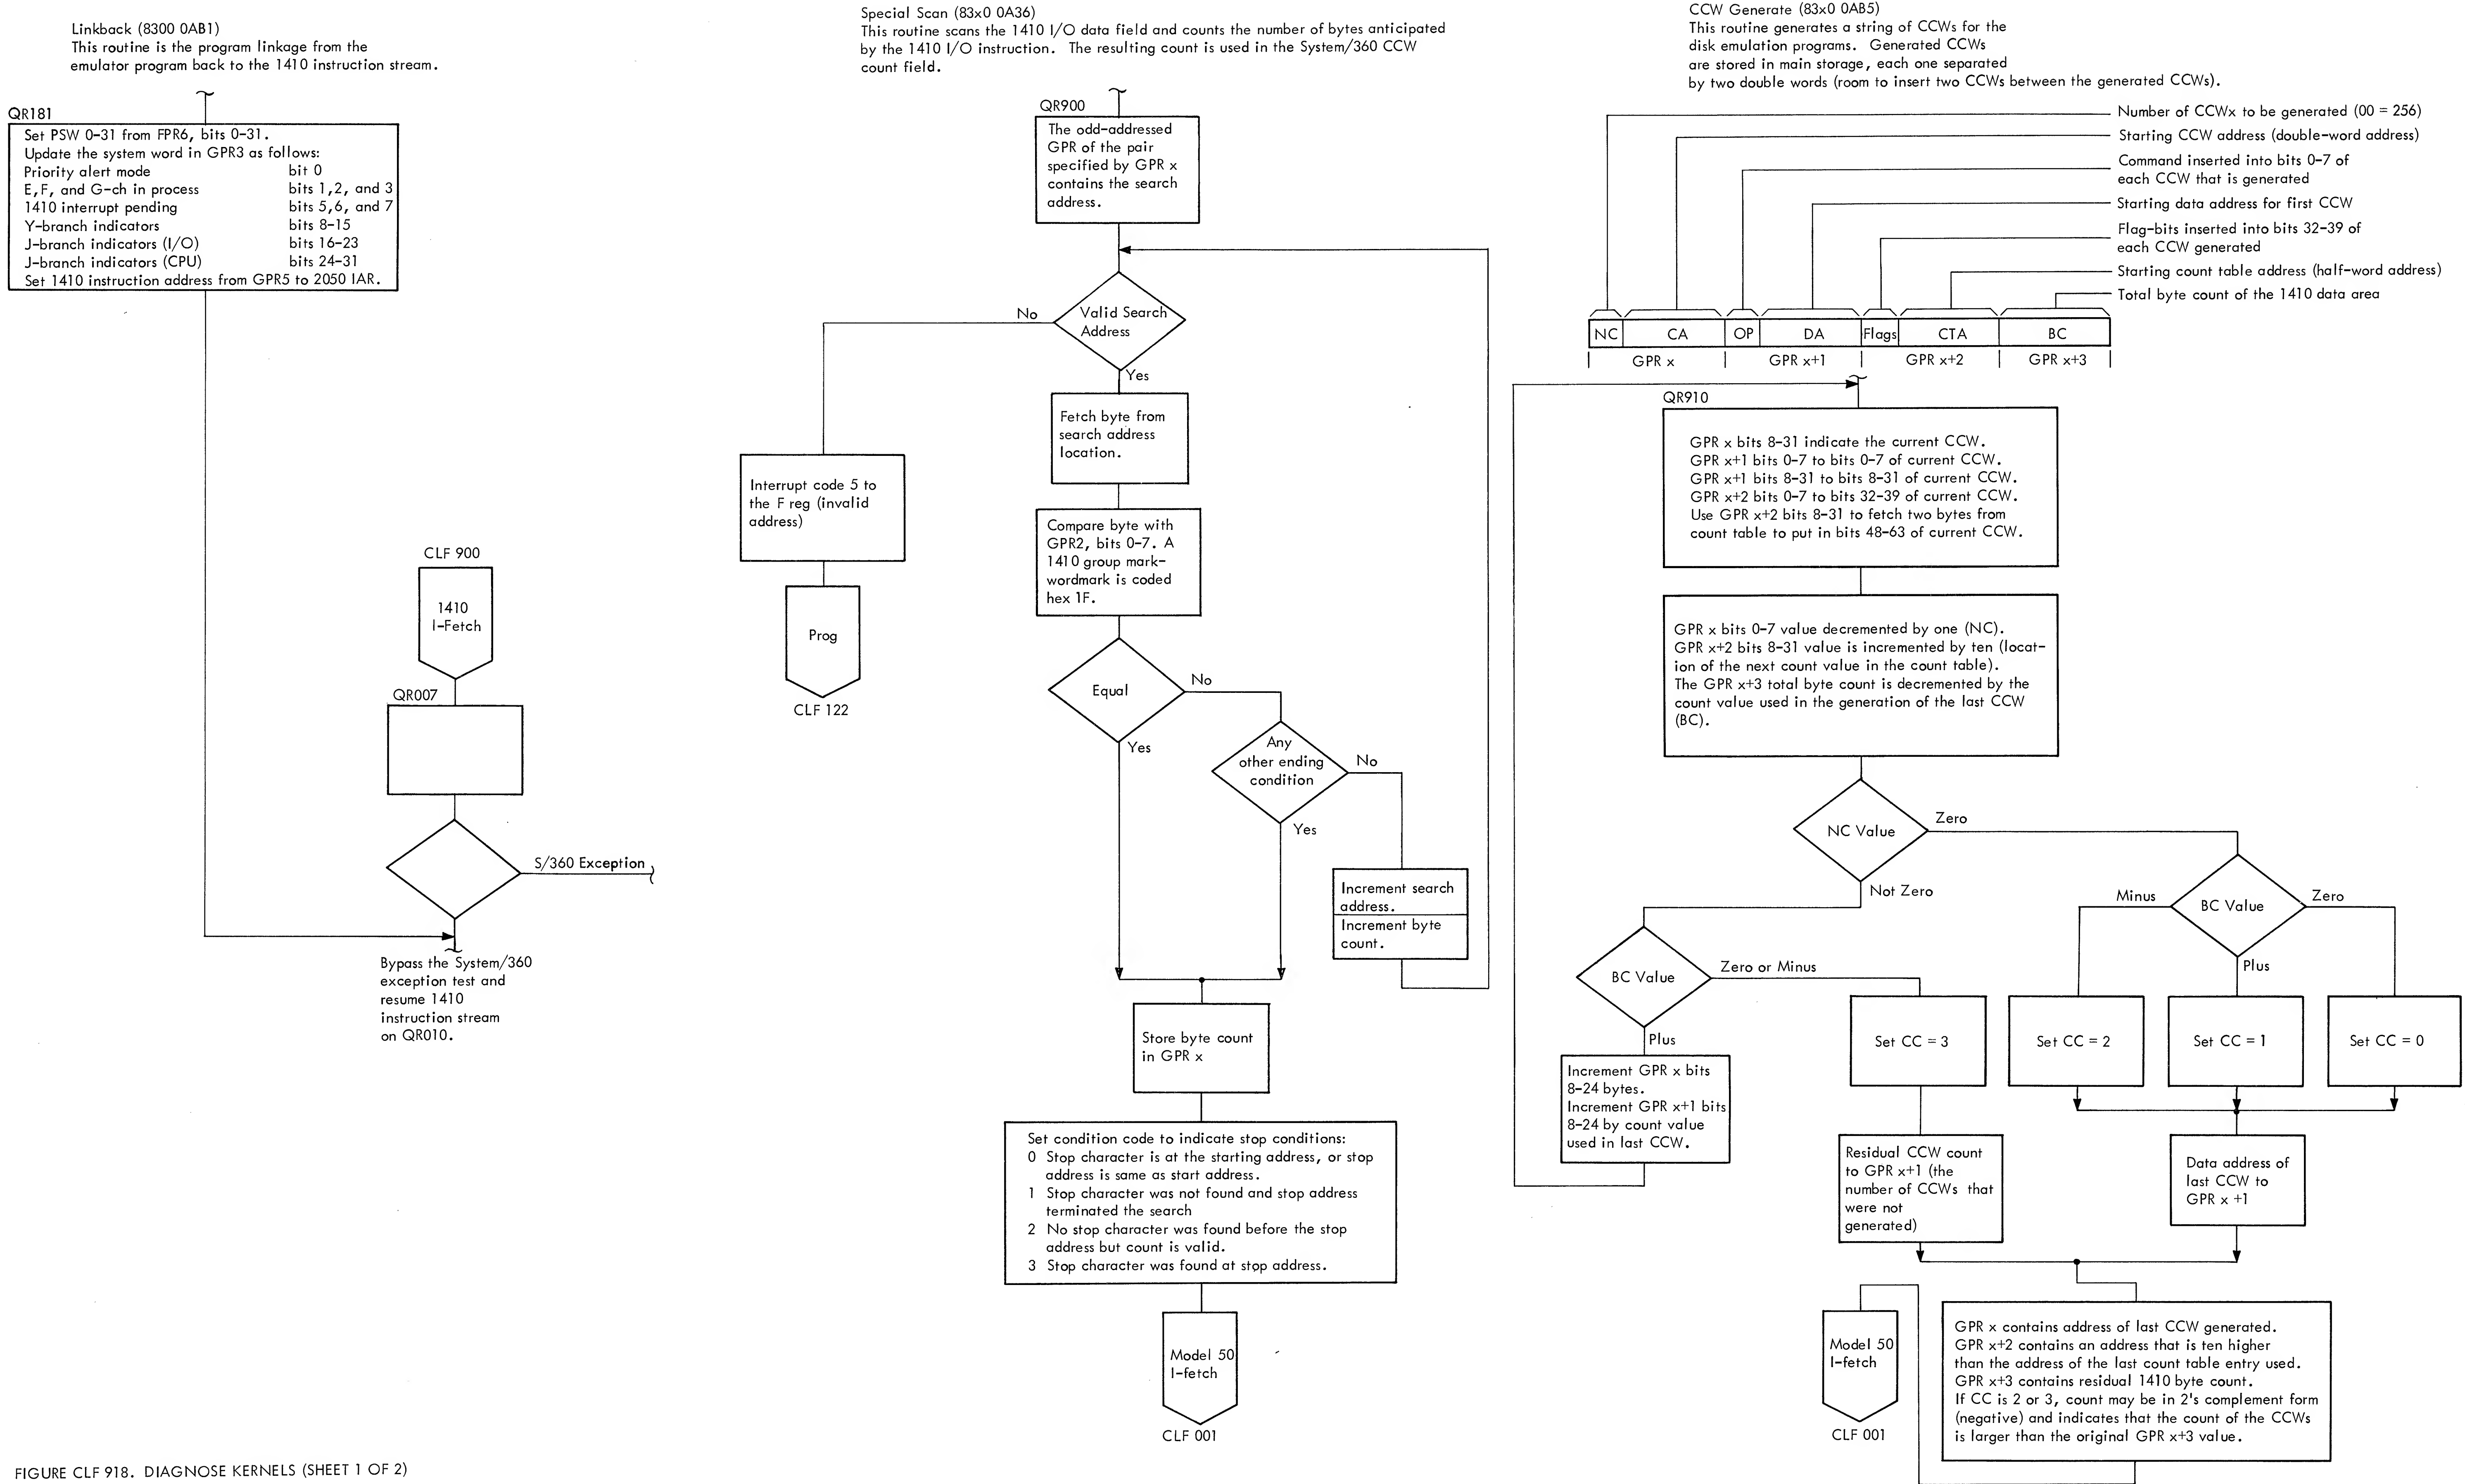 Linkback (8300 0AB1)
This routine is the program linkage from the
emulator program back to the 1410 instruction stream.
QR181
Set PSW 0-31 from FPR6, bits 0-31.
Update the system word in GPR3 as follows:
Priority alert mode bit 0
E,F, and G-ch in process bits 1,2, and 3
1410 interrupt pending bits 5,6, and 7
Y-branch indicators bits 8-15
J-branch indicators (I/O) bits 16-23
J-branch indicators (CPU) bits 24-31
Set 1410 instruction address from GPR5 to 2050 IAR.
CLF 900
1410
I-Fetch
QR007
S/360 Exception
Bypass the System/360
exception test and
resume 1410
instruction stream
on QR010.
Special Scan (83x0 0A36)
This routine scans the 1410 I/O data field and counts the number of bytes anticipated
by the 1410 I/O instruction. The resulting count is used in the System/360 CCW
count field.
QR900
The odd-addressed
GPR of the pair
specified by GPR x
contains the search
address.
Valid Search
Address
No
Yes
Interrupt code 5 to
the F reg (invalid
address)
Prog
CLF 122
Fetch byte from
search address
location.
Compare byte with
GPR2, bits 0-7. A
1410 group mark-
wordmark is coded
hex 1F.
Equal
No
Yes
Any
other ending
condition
No
Yes
Increment search
address.
Increment byte
count.
Store byte count
in GPR x
Set condition code to indicate stop conditions:
0 Stop character is at the starting address, or stop
address is same as start address.
1 Stop character was not found and stop address
terminated the search
2 No stop character was found before the stop
address but count is valid.
3 Stop character was found at stop address.
Model 50
I-fetch
CLF 001
CCW Generate (83x0 0AB5)
This routine generates a string of CCWs for the
disk emulation programs. Generated CCWs
are stored in main storage, each one separated
by two double words (room to insert two CCWs between the generated CCWs).
Number of CCWx to be generated (00 = 256)
Starting CCW address (double-word address)
Command inserted into bits 0-7 of
each CCW that is generated
Starting data address for first CCW
Flag-bits inserted into bits 32-39 of
each CCW generated
Starting count table address (half-word address)
Total byte count of the 1410 data area
NC CA OP DA Flags CTA BC
GPR x GPR x+1 GPR x+2 GPR x+3
QR910
GPR x bits 8-31 indicate the current CCW.
GPR x+1 bits 0-7 to bits 0-7 of current CCW.
GPR x+1 bits 8-31 to bits 8-31 of current CCW.
GPR x+2 bits 0-7 to bits 32-39 of current CCW.
Use GPR x+2 bits 8-31 to fetch two bytes from
count table to put in bits 48-63 of current CCW.
GPR x bits 0-7 value decremented by one (NC).
GPR x+2 bits 8-31 value is incremented by ten (locat-
ion of the next count value in the count table).
The GPR x+3 total byte count is decremented by the
count value used in the generation of the last CCW
(BC).
NC Value
Zero
Not Zero
BC Value
Zero or Minus
Plus
BC Value
Minus
Zero
Plus
Increment GPR x bits
8-24 bytes.
Increment GPR x+1 bits
8-24 by count value
used in last CCW.
Set CC = 3
Set CC = 2
Set CC = 1
Set CC = 0
Residual CCW count
to GPR x+1 (the
number of CCWs that
were not
generated)
Data address of
last CCW to
GPR x +1
Model 50
I-fetch
CLF 001
GPR x contains address of last CCW generated.
GPR x+2 contains an address that is ten higher
than the address of the last count table entry used.
GPR x+3 contains residual 1410 byte count.
If CC is 2 or 3, count may be in 2's complement form
(negative) and indicates that the count of the CCWs
is larger than the original GPR x+3 value.
FIGURE CLF 918. DIAGNOSE KERNELS (SHEET 1 OF 2)